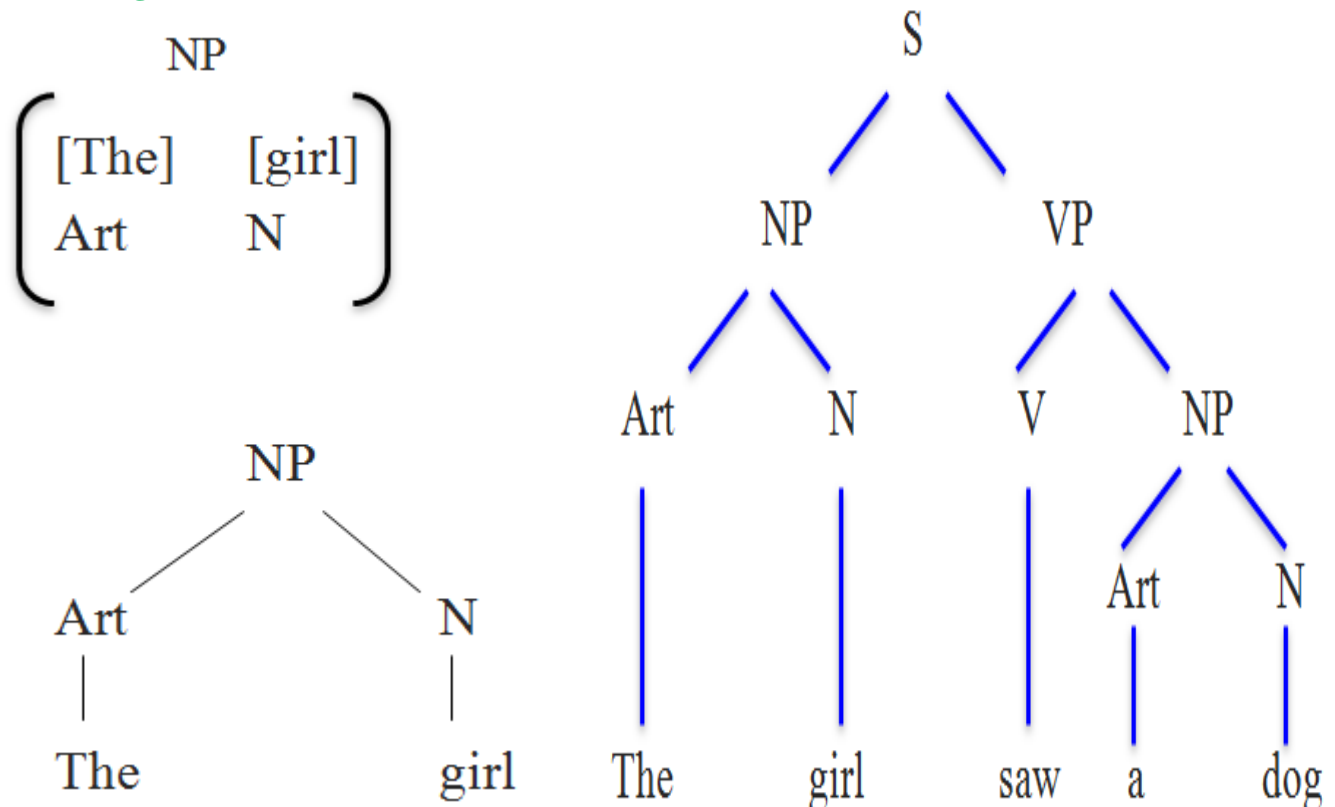 NP
[The] [girl]
Art N
NP
Art N
The girl
S
NP VP
Art N V NP
Art N
The girl saw a dog